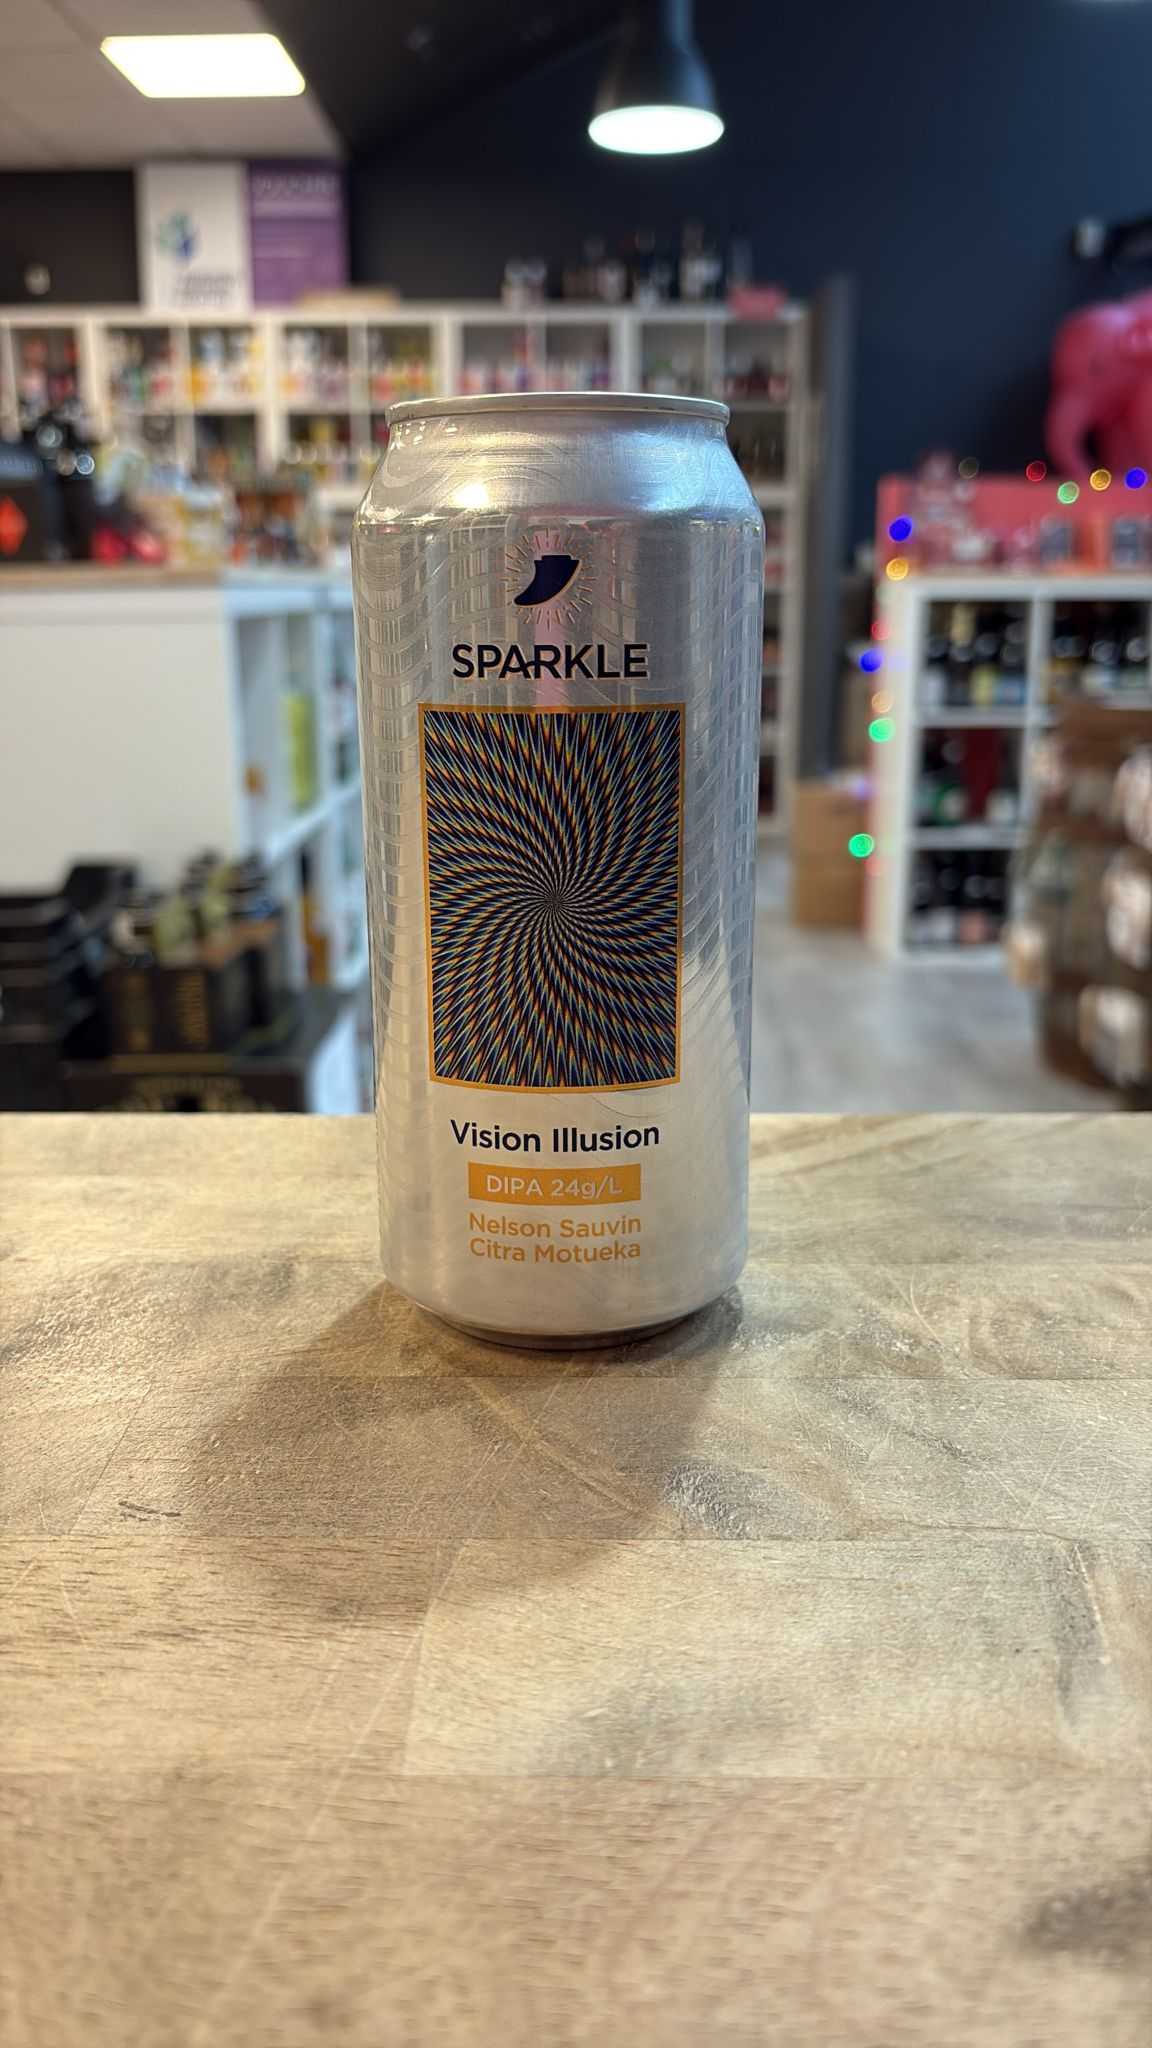 SPARKLE
Vision Illusion
DIPA 24g/L
Nelson Sauvin
Citra Motueka